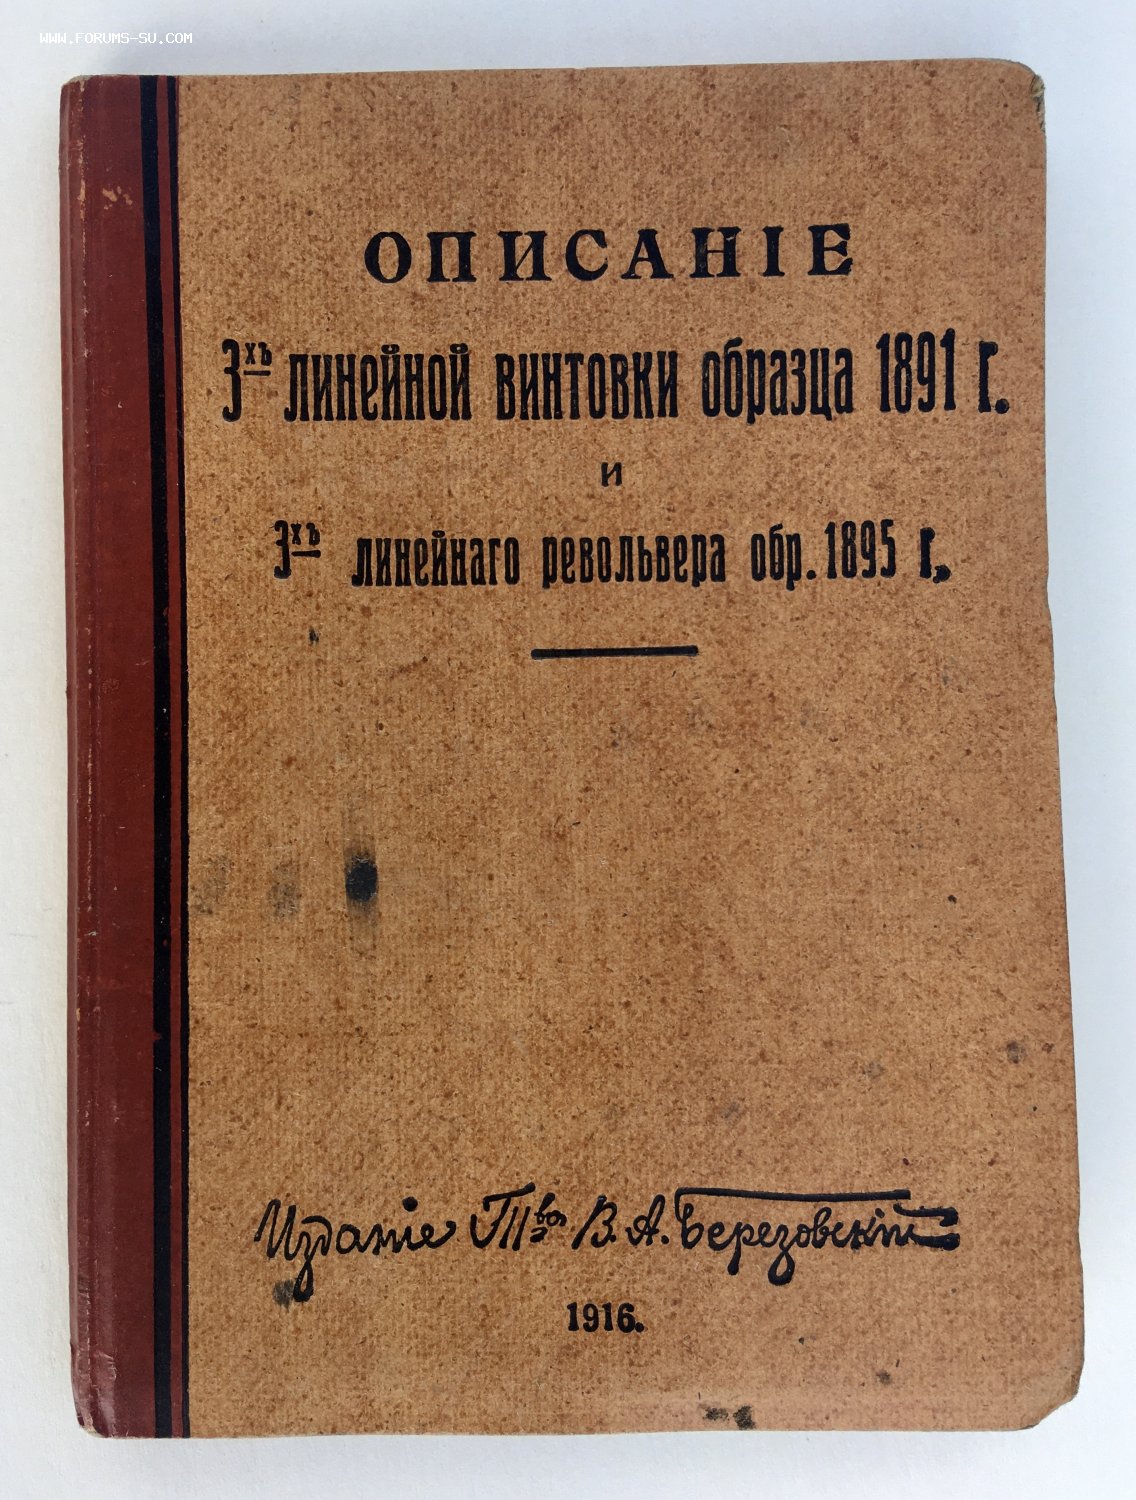 WWW.FORUMS-SU.COM
ОПИСАНІЕ
3хъ линейной винтовки образца 1891 г.
и
3хъ линейнаго револьвера обр. 1895 г.,
Изданіе Т-ва В. А. Березовскій
1916.